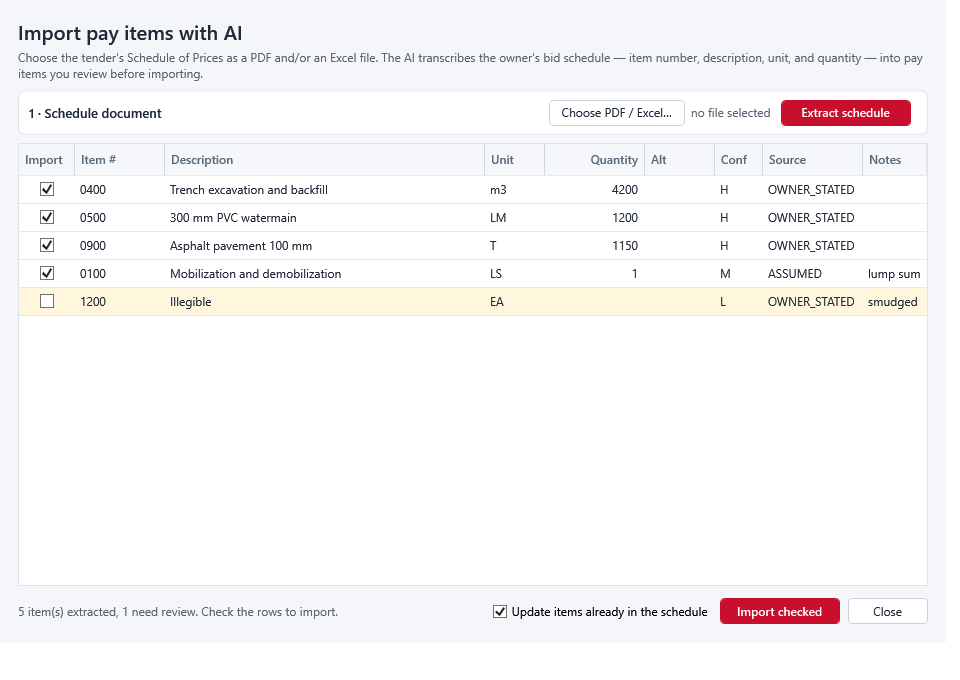 Import pay items with AI
Choose the tender's Schedule of Prices as a PDF and/or an Excel file. The AI transcribes the owner's bid schedule — item number, description, unit, and quantity — into pay
items you review before importing.
1 · Schedule document Choose PDF / Excel... no file selected Extract schedule
Import Item # Description Unit Quantity Alt Conf Source Notes
0400 Trench excavation and backfill m3 4200 H OWNER_STATED
0500 300 mm PVC watermain LM 1200 H OWNER_STATED
0900 Asphalt pavement 100 mm T 1150 H OWNER_STATED
0100 Mobilization and demobilization LS 1 M ASSUMED lump sum
1200 Illegible EA L OWNER_STATED smudged
5 item(s) extracted, 1 need review. Check the rows to import. Update items already in the schedule Import checked Close